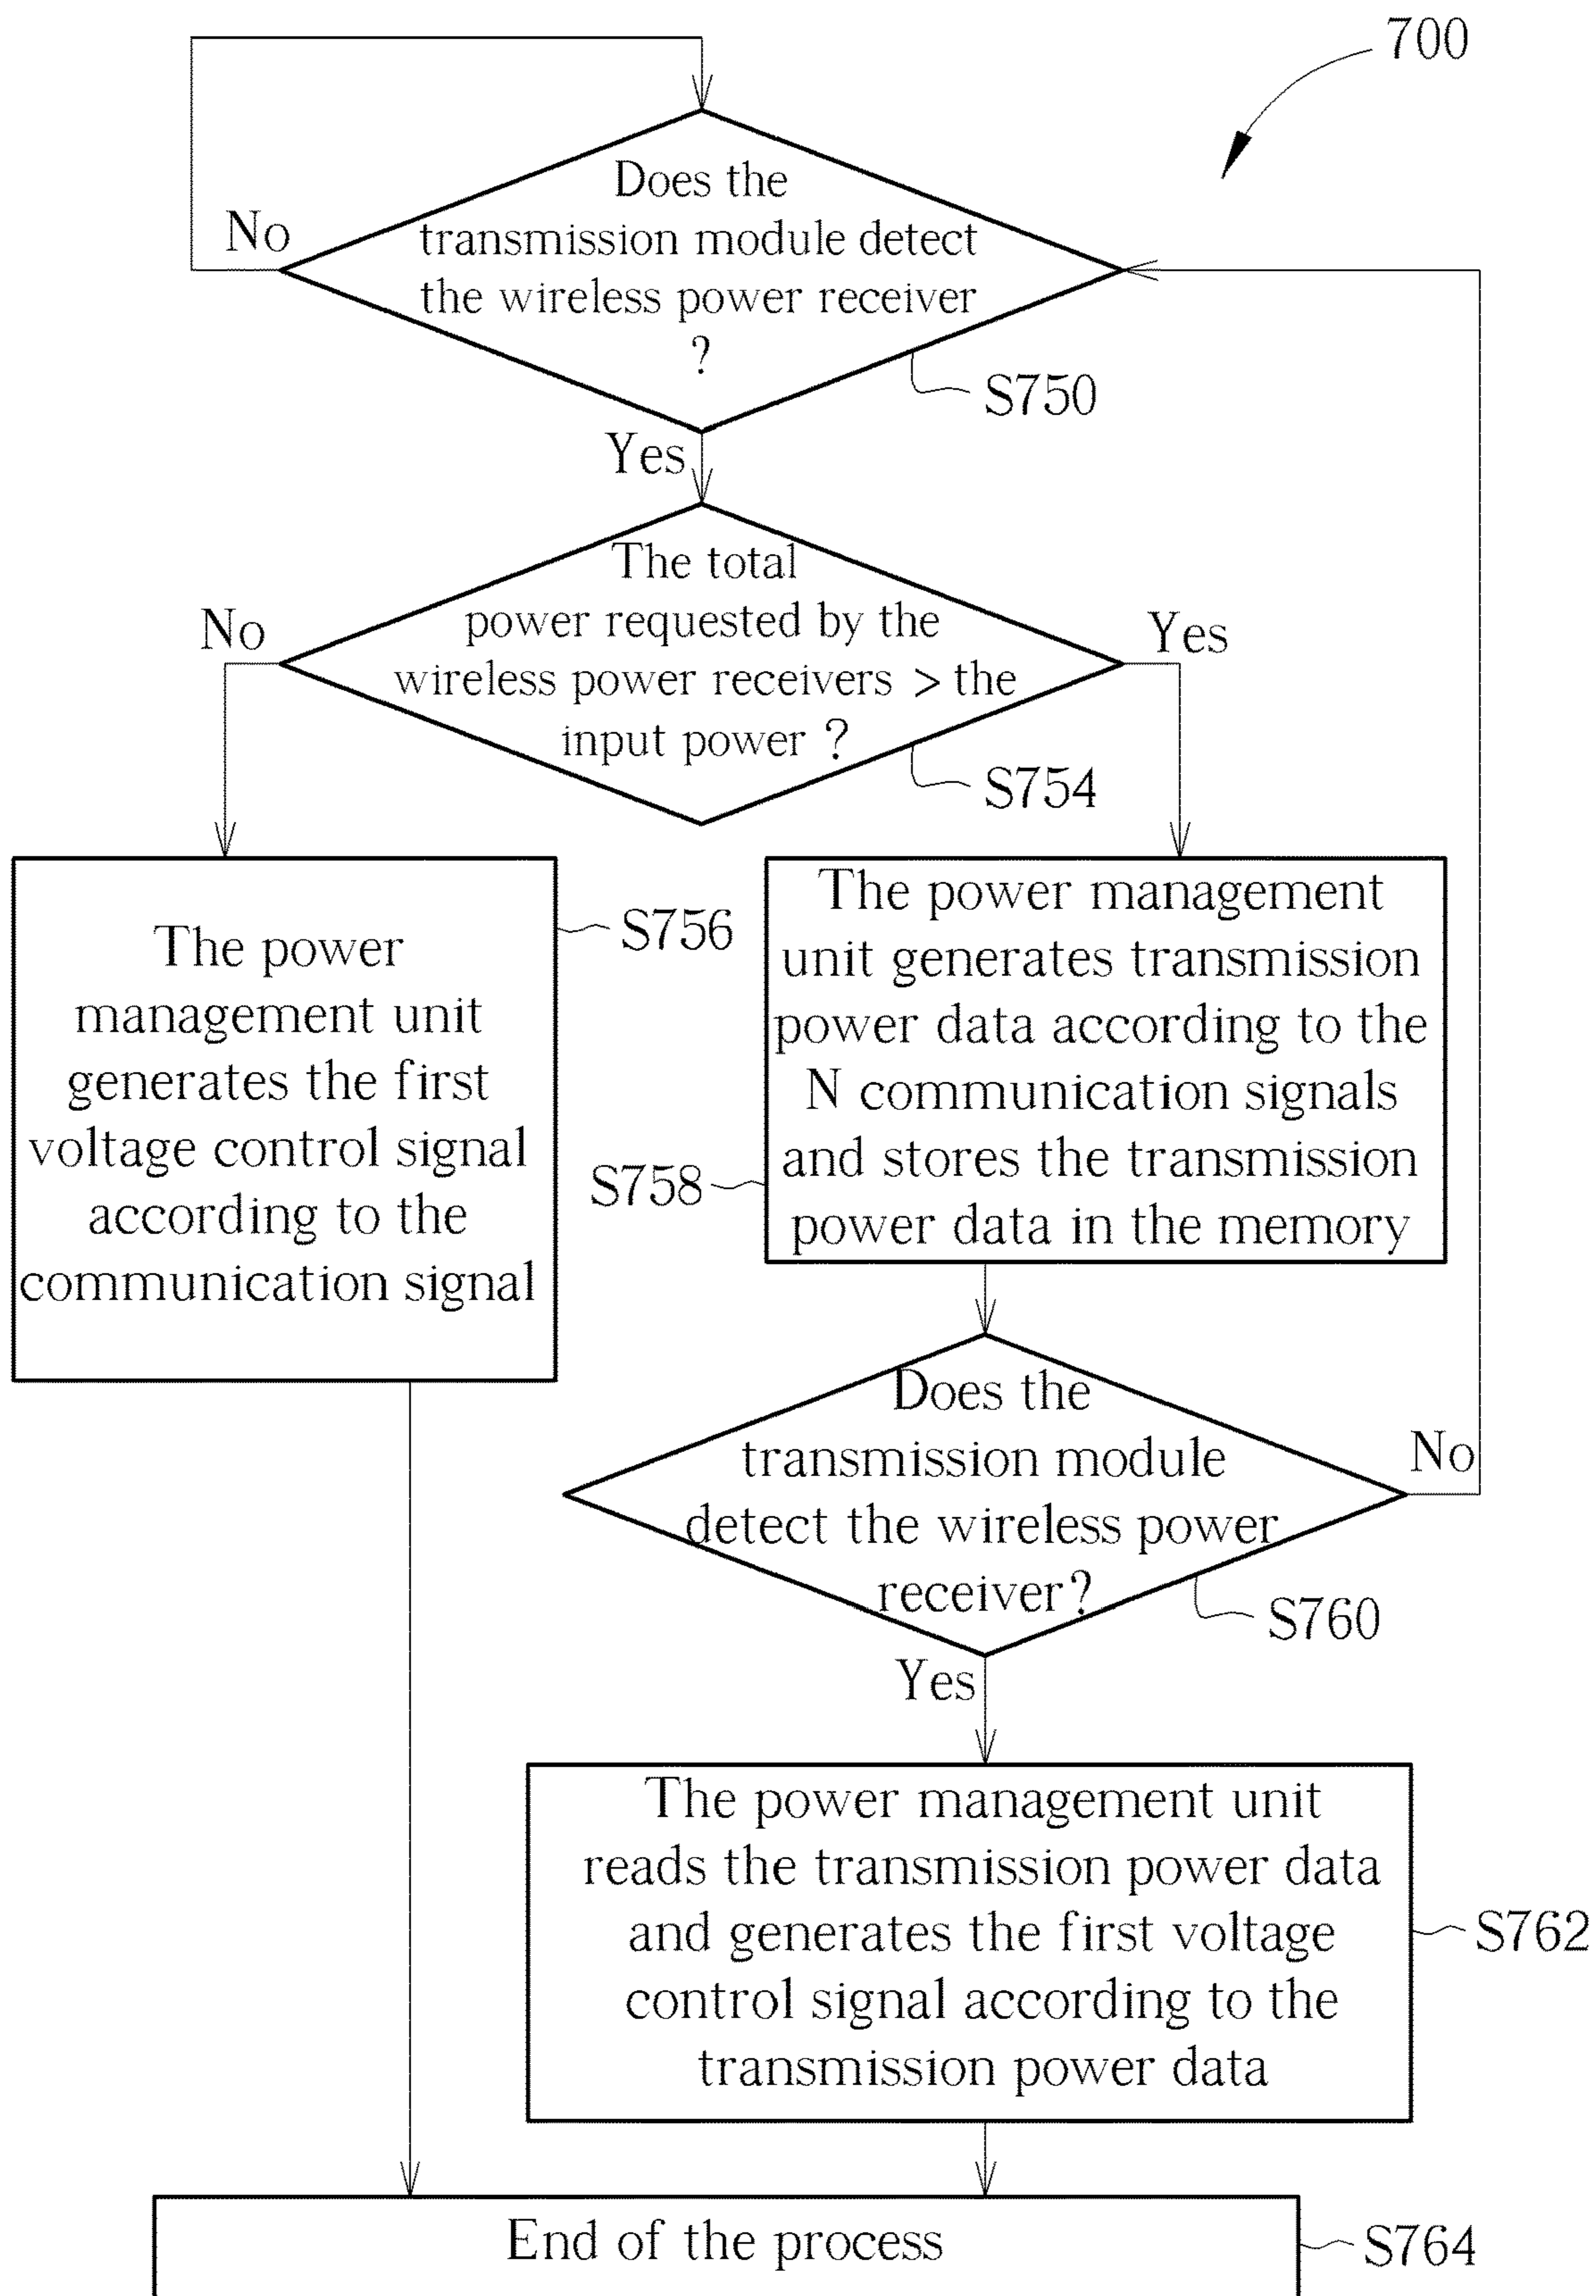 700
Does the
transmission module detect
the wireless power receiver
?
No
S750
Yes
The total
power requested by the
wireless power receivers > the
input power ?
No
Yes
S754
The power
management unit
generates the first
voltage control signal
according to the
communication signal
S756
The power management
unit generates transmission
power data according to the
N communication signals
and stores the transmission
power data in the memory
S758
Does the
transmission module
detect the wireless power
receiver?
No
S760
Yes
The power management unit
reads the transmission power data
and generates the first voltage
control signal according to the
transmission power data
S762
End of the process
S764